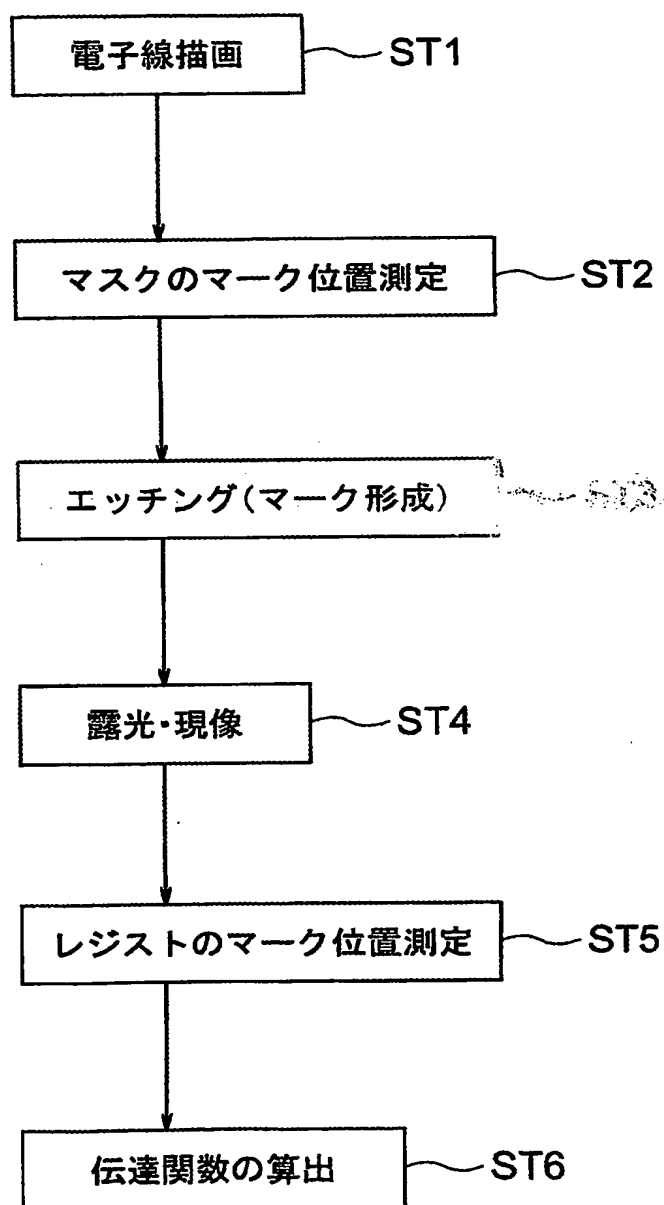 電子線描画 ST1
マスクのマーク位置測定 ST2
エッチング(マーク形成)
露光・現像 ST4
レジストのマーク位置測定 ST5
伝達関数の算出 ST6